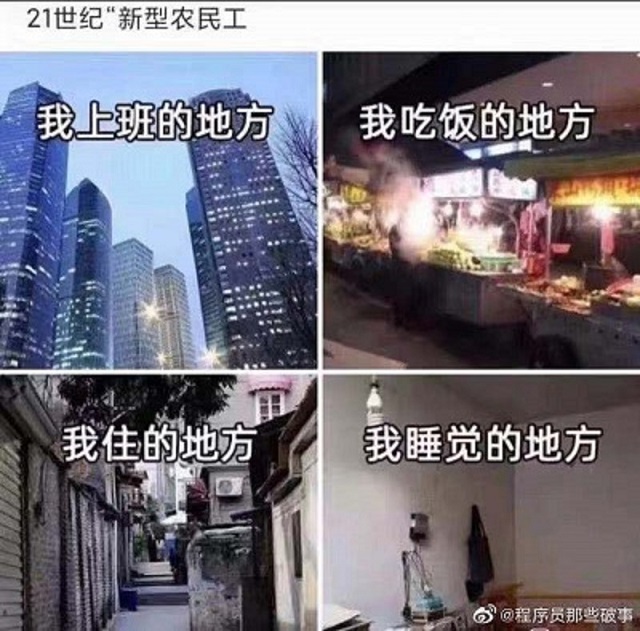 21世纪“新型农民工
我上班的地方
我吃饭的地方
我住的地方
我睡觉的地方
@程序员那些破事